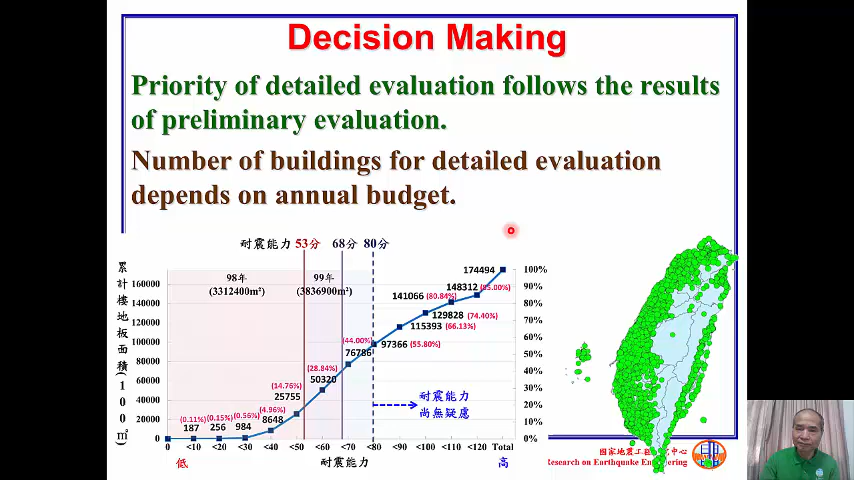 Decision Making
Priority of detailed evaluation follows the results
of preliminary evaluation.
Number of buildings for detailed evaluation
depends on annual budget.
耐震能力 53分 68分 80分
累計樓地板面積(100㎡)
98年
(3312400m²)
99年
(3836900m²)
160000
140000
120000
100000
80000
60000
40000
20000
0
(0.11%)
187
(0.15%)
256
(0.56%)
984
(4.96%)
8648
(14.76%)
25755
(28.84%)
50320
(44.00%)
76786
97366 (55.80%)
115393 (66.13%)
129828 (74.40%)
141066 (80.84%)
148312 (85.00%)
174494
100%
90%
80%
70%
60%
50%
40%
30%
20%
10%
0%
耐震能力
尚無疑慮
0 <10 <20 <30 <40 <50 <60 <70 <80 <90 <100 <110 <120 Total
低 耐震能力 高
國家地震工程研究中心
Research on Earthquake Engineering